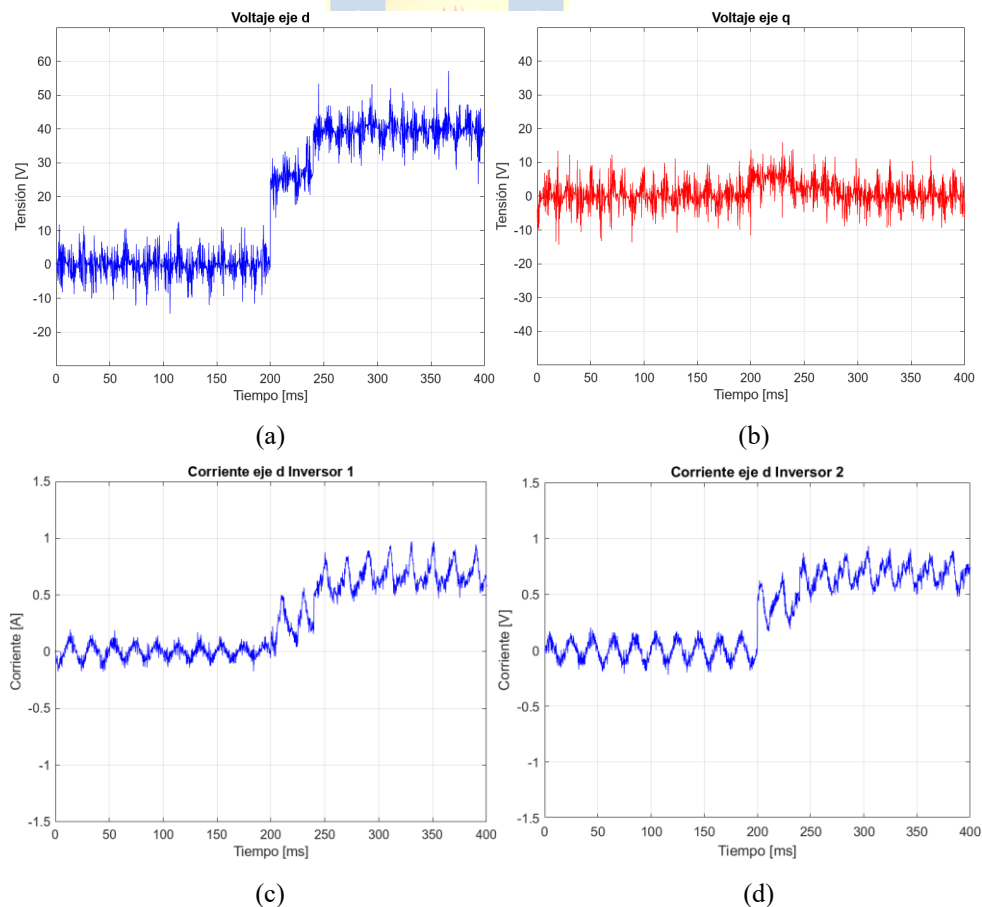 Voltaje eje d
Tensión [V]
60
50
40
30
20
10
0
-10
-20
0 50 100 150 200 250 300 350 400
Tiempo [ms]
(a)
Voltaje eje q
Tensión [V]
50
40
30
20
10
0
-10
-20
-30
-40
0 50 100 150 200 250 300 350 400
Tiempo [ms]
(b)
Corriente eje d Inversor 1
Corriente [A]
1.5
1
0.5
0
-0.5
-1
-1.5
0 50 100 150 200 250 300 350 400
Tiempo [ms]
(c)
Corriente eje d Inversor 2
Corriente [V]
1.5
1
0.5
0
-0.5
-1
-1.5
0 50 100 150 200 250 300 350 400
Tiempo [ms]
(d)